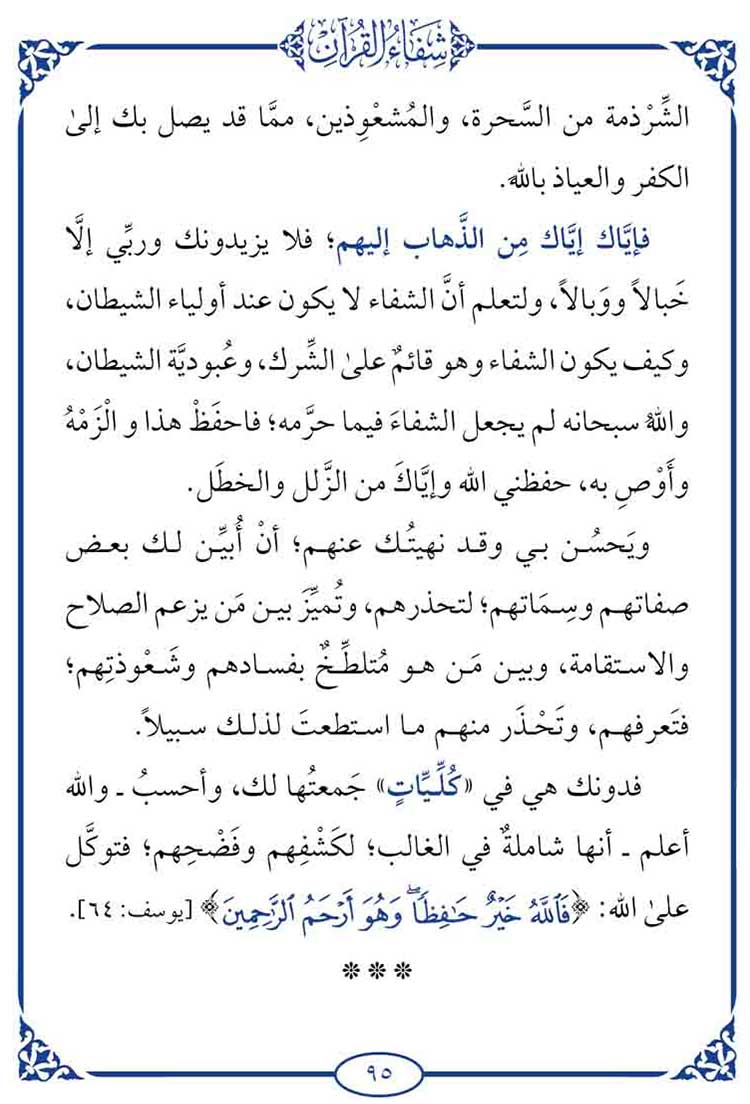 شِفَاءُ القُرْآنِ
الشِّرْذمة من السَّحرة، والمُشعْوِذين، ممَّا قد يصل بك إلىٰ
الكفر والعياذ بالله.
فإيَّاك إيَّاك مِن الذَّهاب إليهم؛ فلا يزيدونك وربِّي إلَّا
خَبالاً ووَبالاً، ولتعلم أنَّ الشفاء لا يكون عند أولياء الشيطان،
وكيف يكون الشفاء وهو قائمٌ علىٰ الشِّرك، وعُبوديَّة الشيطان،
واللهُ سبحانه لم يجعل الشفاءَ فيما حرَّمه؛ فاحفَظْ هذا و الْزَمْهُ
وأَوْصِ به، حفظني الله وإيَّاكَ من الزَّلل والخطَل.
ويَحسُن بي وقد نهيتُك عنهم؛ أنْ أُبيِّن لك بعض
صفاتهم وسِمَاتهم؛ لتحذرهم، وتُميِّزَ بين مَن يزعم الصلاح
والاستقامة، وبين مَن هو مُتلطِّخٌ بفسادهم وشَعْوذتِهم؛
فتَعرفهم، وتَحْذَر منهم ما استطعتَ لذلك سبيلاً.
فدونك هي في «كُلِّيَّاتٍ» جَمعتُها لك، وأحسبُ ـ والله
أعلم ـ أنها شاملةٌ في الغالب؛ لكَشْفِهم وفَضْحِهم؛ فتوكَّل
علىٰ الله: ﴿فَٱللَّهُ خَيْرٌ حَـٰفِظًاۖ وَهُوَ أَرْحَمُ ٱلرَّٰحِمِينَ﴾ [يوسف: ٦٤].
* * *
٩٥